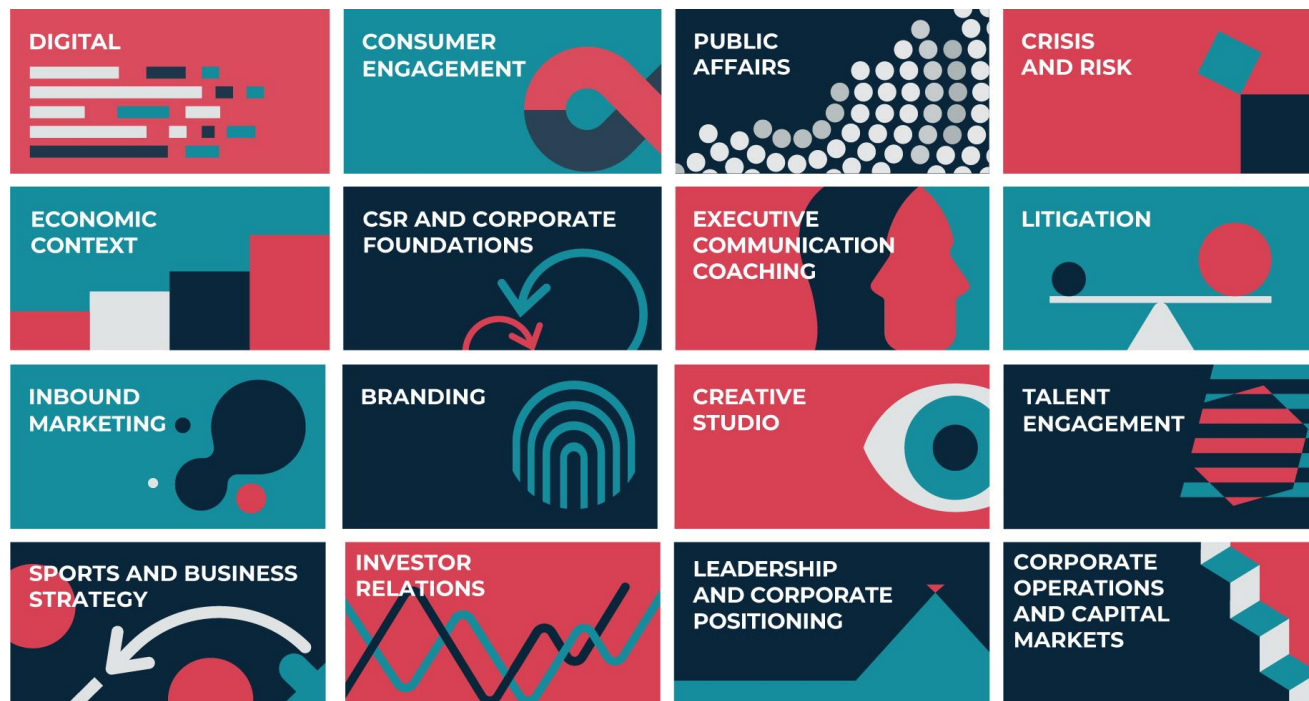 DIGITAL
CONSUMER
ENGAGEMENT
PUBLIC
AFFAIRS
CRISIS
AND RISK
ECONOMIC
CONTEXT
CSR AND CORPORATE
FOUNDATIONS
EXECUTIVE
COMMUNICATION
COACHING
LITIGATION
INBOUND
MARKETING
BRANDING
CREATIVE
STUDIO
TALENT
ENGAGEMENT
SPORTS AND BUSINESS
STRATEGY
INVESTOR
RELATIONS
LEADERSHIP
AND CORPORATE
POSITIONING
CORPORATE
OPERATIONS
AND CAPITAL
MARKETS